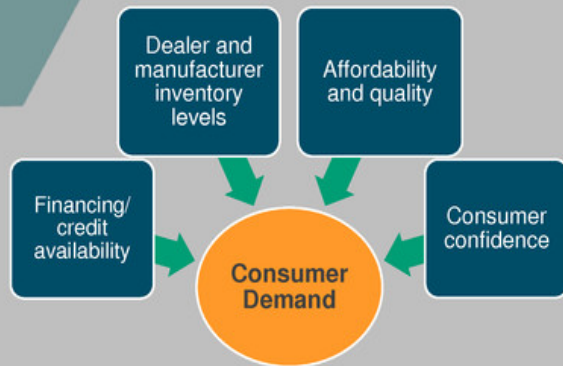 Dealer and
manufacturer
inventory
levels
Affordability
and quality
Financing/
credit
availability
Consumer
confidence
Consumer
Demand